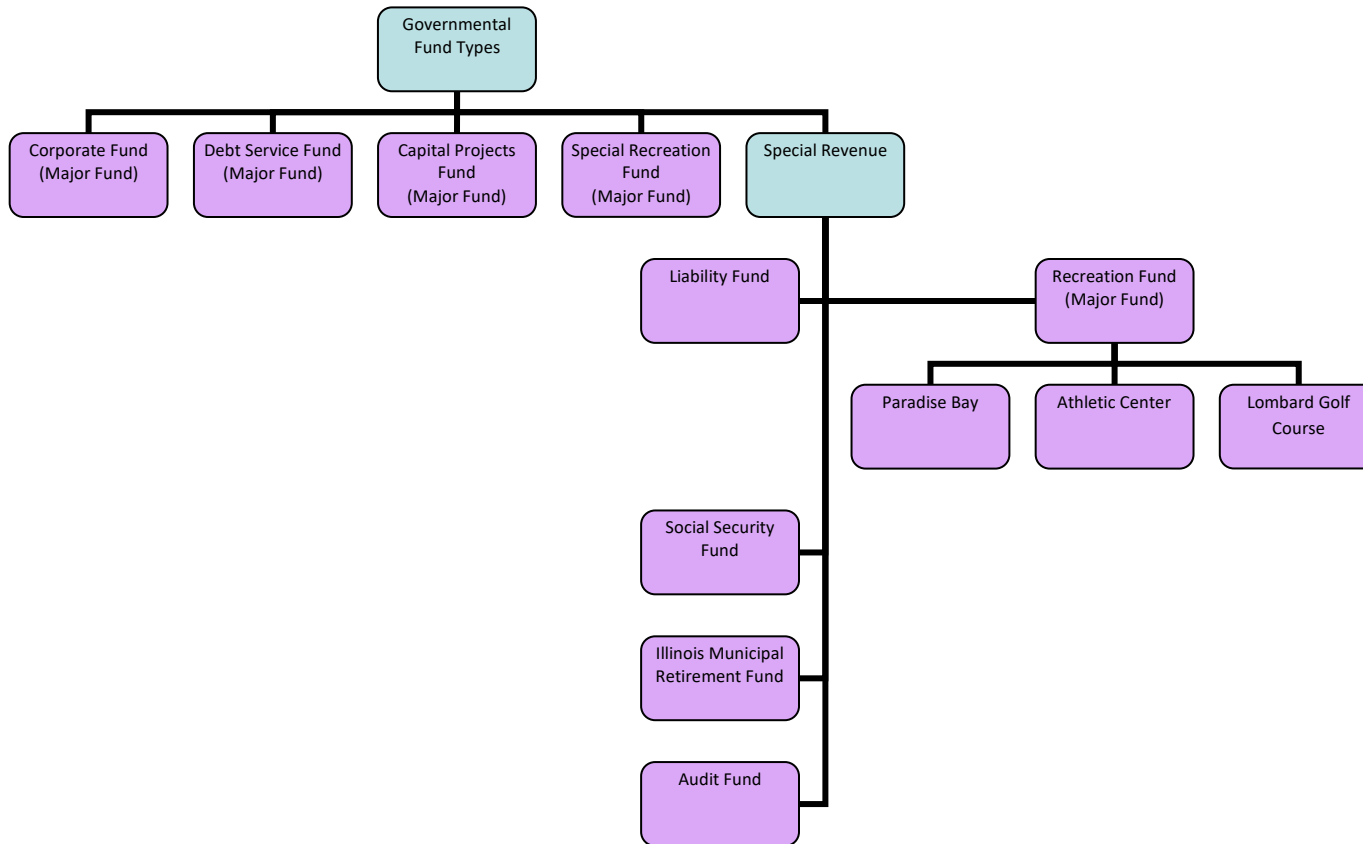 Governmental
Fund Types
Corporate Fund
(Major Fund)
Debt Service Fund
(Major Fund)
Capital Projects
Fund
(Major Fund)
Special Recreation
Fund
(Major Fund)
Special Revenue
Liability Fund
Recreation Fund
(Major Fund)
Paradise Bay
Athletic Center
Lombard Golf
Course
Social Security
Fund
Illinois Municipal
Retirement Fund
Audit Fund